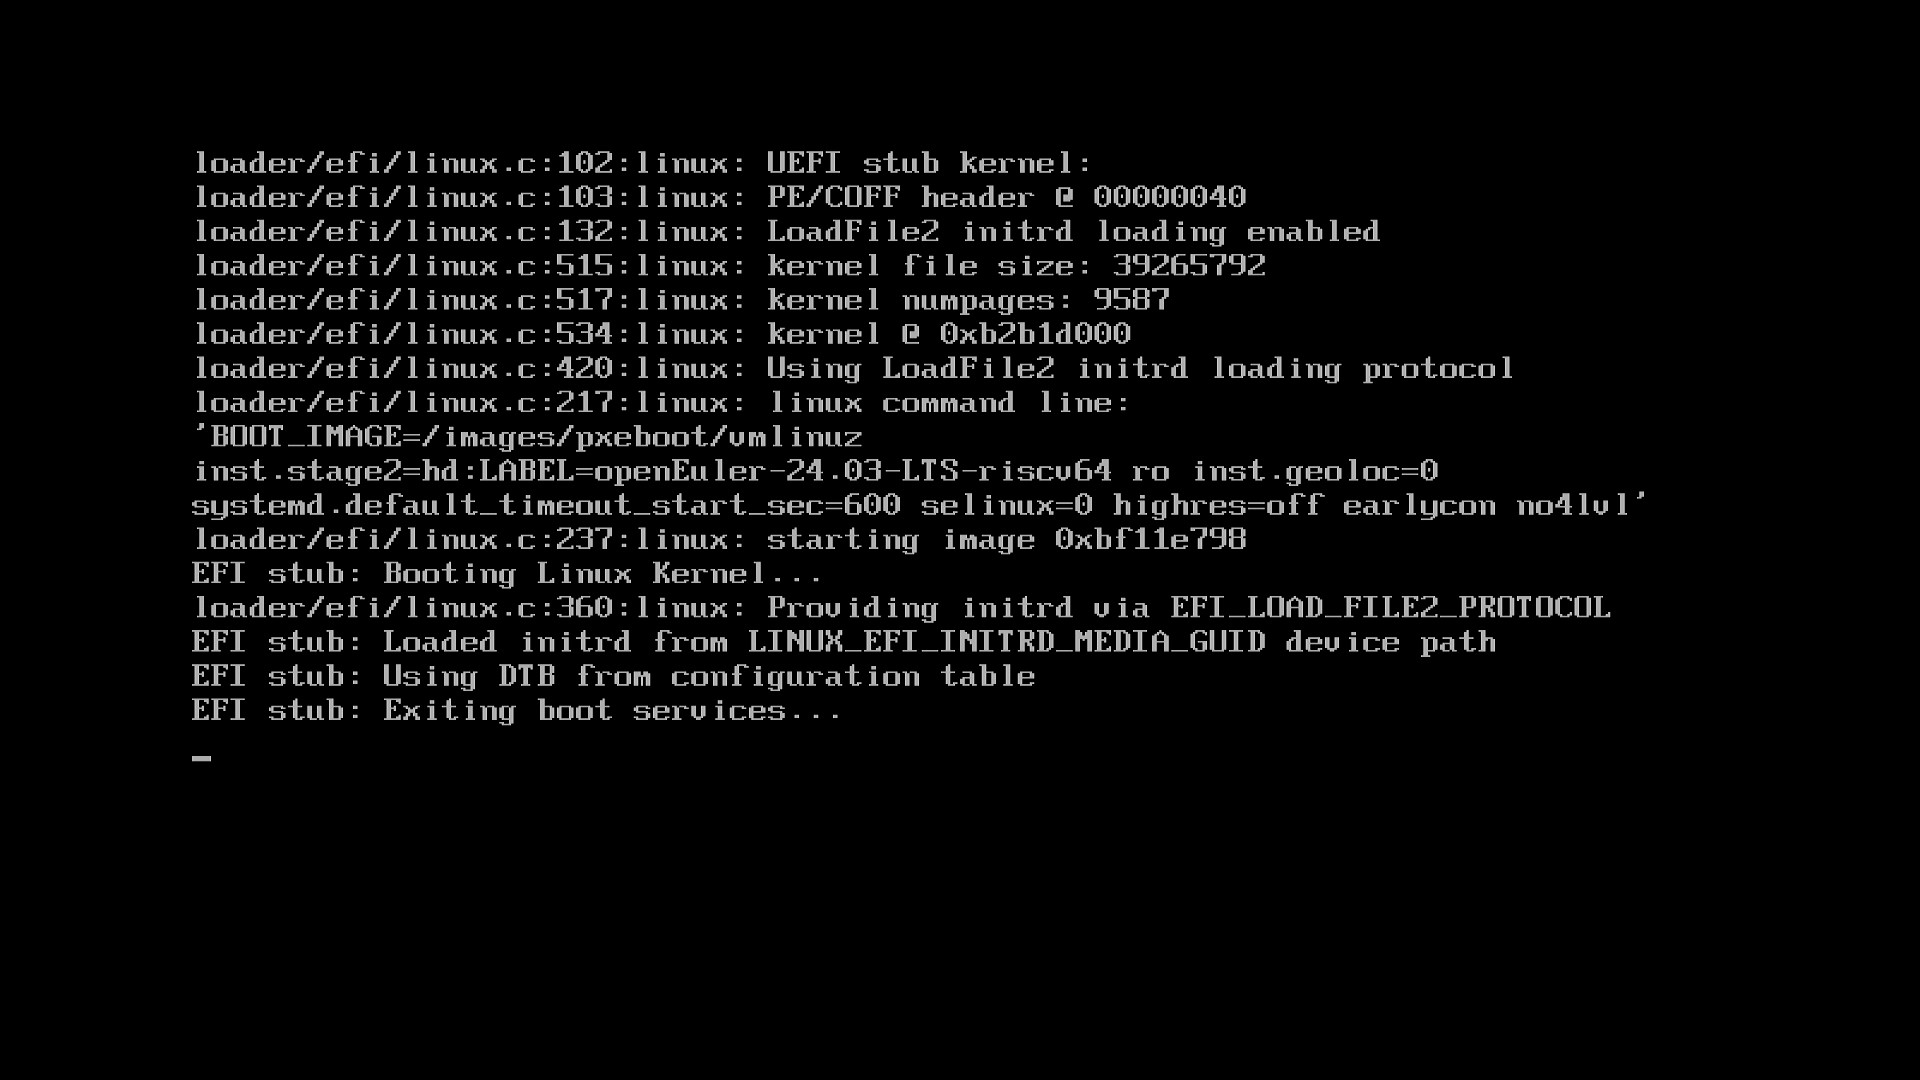 loader/efi/linux.c:102:linux: UEFI stub kernel:
loader/efi/linux.c:103:linux: PE/COFF header @ 00000040
loader/efi/linux.c:132:linux: LoadFile2 initrd loading enabled
loader/efi/linux.c:515:linux: kernel file size: 39265792
loader/efi/linux.c:517:linux: kernel numpages: 9587
loader/efi/linux.c:534:linux: kernel @ 0xb2b1d000
loader/efi/linux.c:420:linux: Using LoadFile2 initrd loading protocol
loader/efi/linux.c:217:linux: linux command line:
'BOOT_IMAGE=/images/pxeboot/vmlinuz
inst.stage2=hd:LABEL=openEuler-24.03-LTS-riscv64 ro inst.geoloc=0
systemd.default_timeout_start_sec=600 selinux=0 highres=off earlycon no4lvl'
loader/efi/linux.c:237:linux: starting image 0xbf11e798
EFI stub: Booting Linux Kernel...
loader/efi/linux.c:360:linux: Providing initrd via EFI_LOAD_FILE2_PROTOCOL
EFI stub: Loaded initrd from LINUX_EFI_INITRD_MEDIA_GUID device path
EFI stub: Using DTB from configuration table
EFI stub: Exiting boot services...